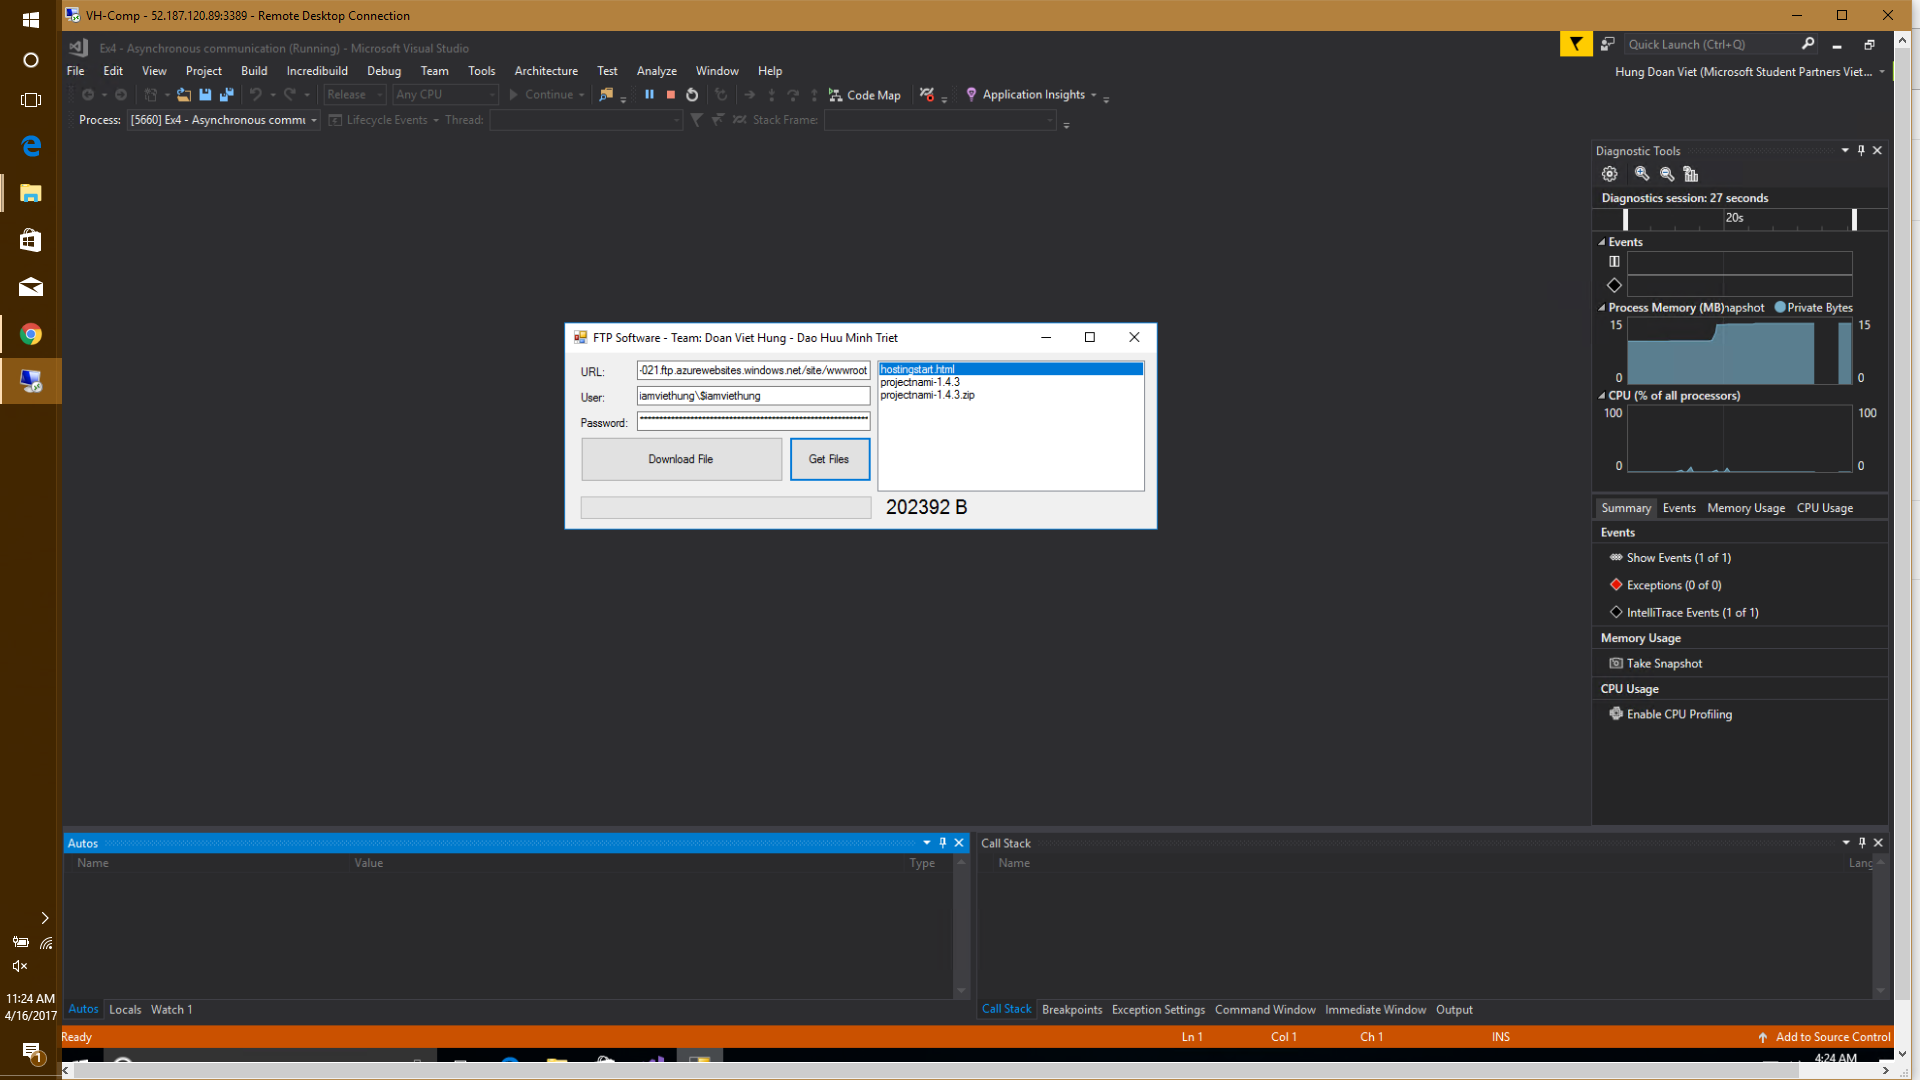 VH-Comp - 52.187.120.89:3389 - Remote Desktop Connection
Ex4 - Asynchronous communication (Running) - Microsoft Visual Studio
Quick Launch (Ctrl+Q)
File Edit View Project Build Incredibuild Debug Team Tools Architecture Test Analyze Window Help
Hung Doan Viet (Microsoft Student Partners Viet...
Release Any CPU Continue Code Map Application Insights
Process: [5660] Ex4 - Asynchronous commu Lifecycle Events Thread: Stack Frame:
Diagnostic Tools
Diagnostics session: 27 seconds
20s
Events
Process Memory (MB) napshot Private Bytes
15 15
0 0
CPU (% of all processors)
100 100
0 0
Summary Events Memory Usage CPU Usage
Events
Show Events (1 of 1)
Exceptions (0 of 0)
IntelliTrace Events (1 of 1)
Memory Usage
Take Snapshot
CPU Usage
Enable CPU Profiling
FTP Software - Team: Doan Viet Hung - Dao Huu Minh Triet
URL: -021.ftp.azurewebsites.windows.net/site/wwwroot
User: iamviethung\$iamviethung
Password:
Download File Get Files
hostingstart.html
projectnami-1.4.3
projectnami-1.4.3.zip
202392 B
Autos
Name Value Type
Call Stack
Name Lang
Autos Locals Watch 1
Call Stack Breakpoints Exception Settings Command Window Immediate Window Output
Ready Ln 1 Col 1 Ch 1 INS Add to Source Control
4:24 AM
11:24 AM
4/16/2017
1